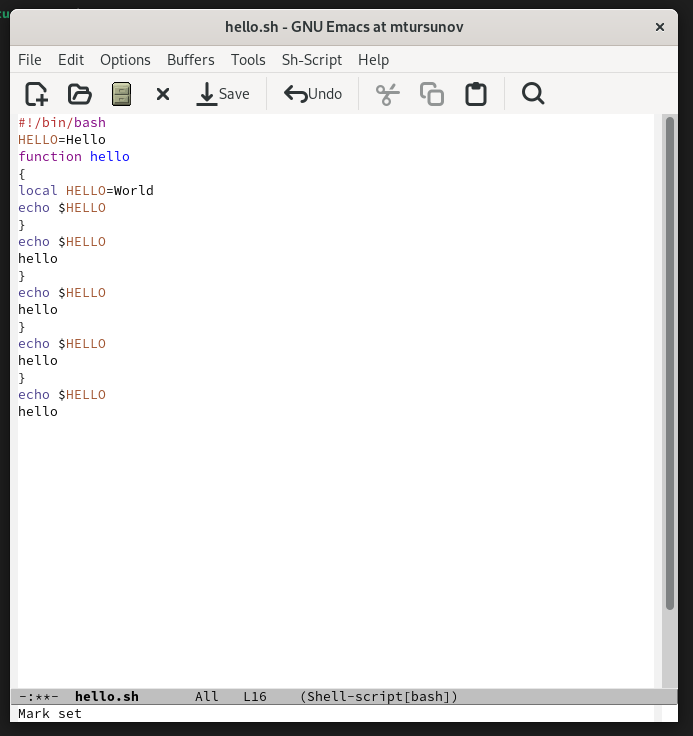 hello.sh - GNU Emacs at mtursunov
File Edit Options Buffers Tools Sh-Script Help
Save Undo
#!/bin/bash
HELLO=Hello
function hello
{
local HELLO=World
echo $HELLO
}
echo $HELLO
hello
}
echo $HELLO
hello
}
echo $HELLO
hello
}
echo $HELLO
hello
-:**- hello.sh All L16 (Shell-script[bash])
Mark set